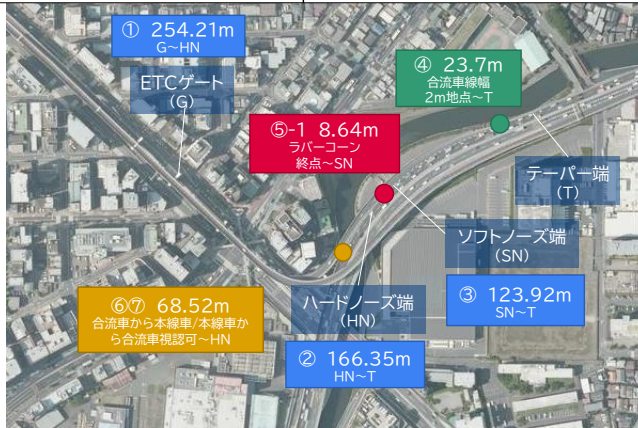 ① 254.21m
G~HN
ETCゲート
(G)
④ 23.7m
合流車線幅
2m地点~T
⑤-1 8.64m
ラバーコーン
終点~SN
テーパー端
(T)
ソフトノーズ端
(SN)
⑥⑦ 68.52m
合流車から本線車/本線車か
ら合流車視認可~HN
ハードノーズ端
(HN)
③ 123.92m
SN~T
② 166.35m
HN~T